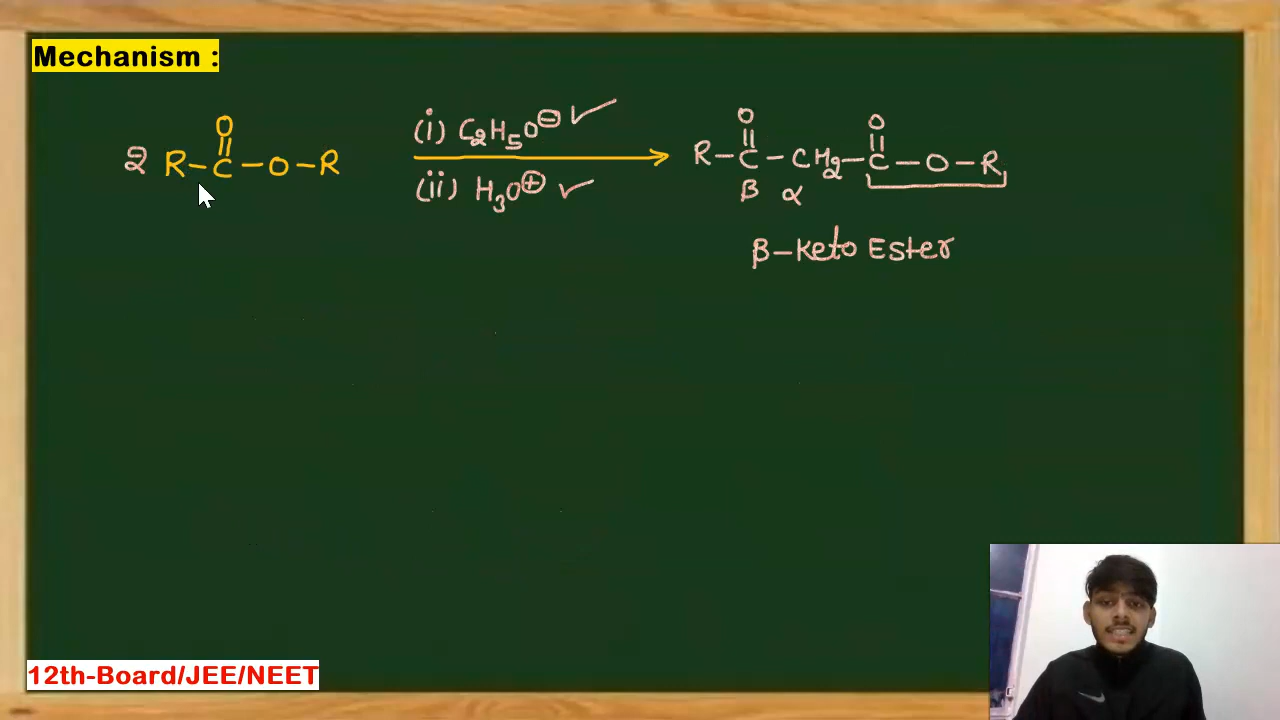 Mechanism :
O
||
2 R-C-O-R
(i) C2H5O⊖ ✓
(ii) H3O⊕ ✓
O O
|| ||
R-C-CH2-C-O-R
β α
β-Keto Ester
12th-Board/JEE/NEET